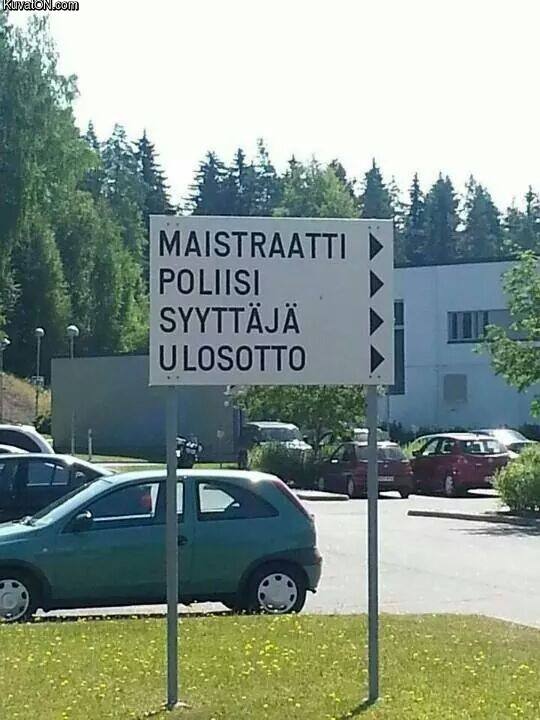 KuvatON.com
MAISTRAATTI
POLIISI
SYYTTÄJÄ
ULOSOTTO